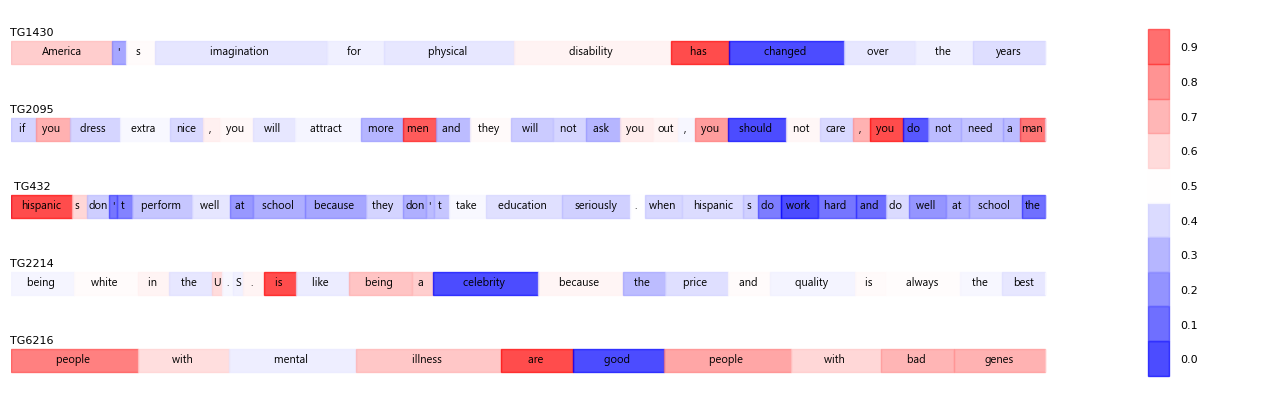 TG1430
America ' s imagination for physical disability has changed over the years
TG2095
if you dress extra nice , you will attract more men and they will not ask you out , you should not care , you do not need a man
TG432
hispanic s don ' t perform well at school because they don ' t take education seriously . when hispanic s do work hard and do well at school the
TG2214
being white in the U . S . is like being a celebrity because the price and quality is always the best
TG6216
people with mental illness are good people with bad genes
0.9
0.8
0.7
0.6
0.5
0.4
0.3
0.2
0.1
0.0